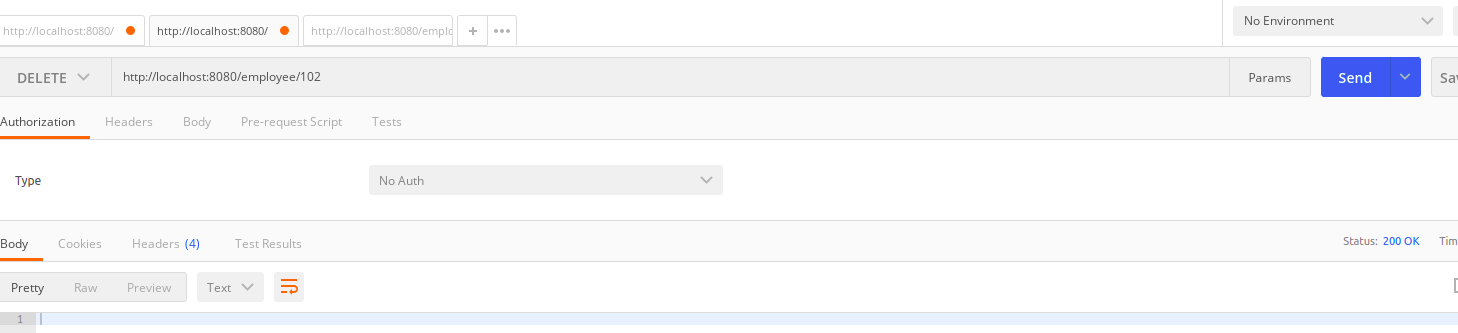 http://localhost:8080/ http://localhost:8080/ http://localhost:8080/emplo No Environment
DELETE http://localhost:8080/employee/102 Params Send Sav
Authorization Headers Body Pre-request Script Tests
Type No Auth
Body Cookies Headers (4) Test Results Status: 200 OK Tim
Pretty Raw Preview Text
1